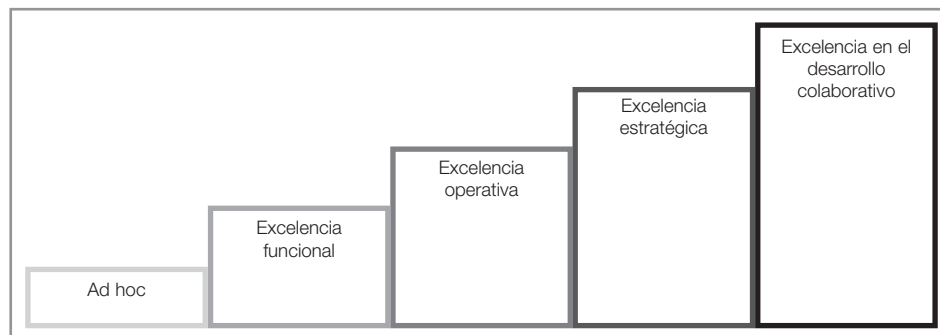 Ad hoc
Excelencia
funcional
Excelencia
operativa
Excelencia
estratégica
Excelencia en el
desarrollo
colaborativo